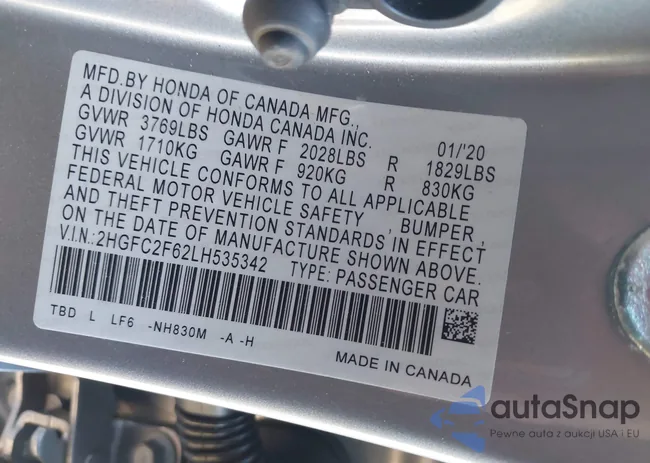 MFD.BY HONDA OF CANADA MFG.,
A DIVISION OF HONDA CANADA INC. 01/'20
GVWR 3769LBS GAWR F 2028LBS R 1829LBS
GVWR 1710KG GAWR F 920KG R 830KG
THIS VEHICLE CONFORMS TO ALL APPLICABLE
FEDERAL MOTOR VEHICLE SAFETY , BUMPER ,
AND THEFT PREVENTION STANDARDS IN EFFECT
ON THE DATE OF MANUFACTURE SHOWN ABOVE.
V.I.N.:2HGFC2F62LH535342 TYPE: PASSENGER CAR
TBD L LF6 -NH830M -A -H
MADE IN CANADA
autaSnap
Pewne auta z aukcji USA i EU